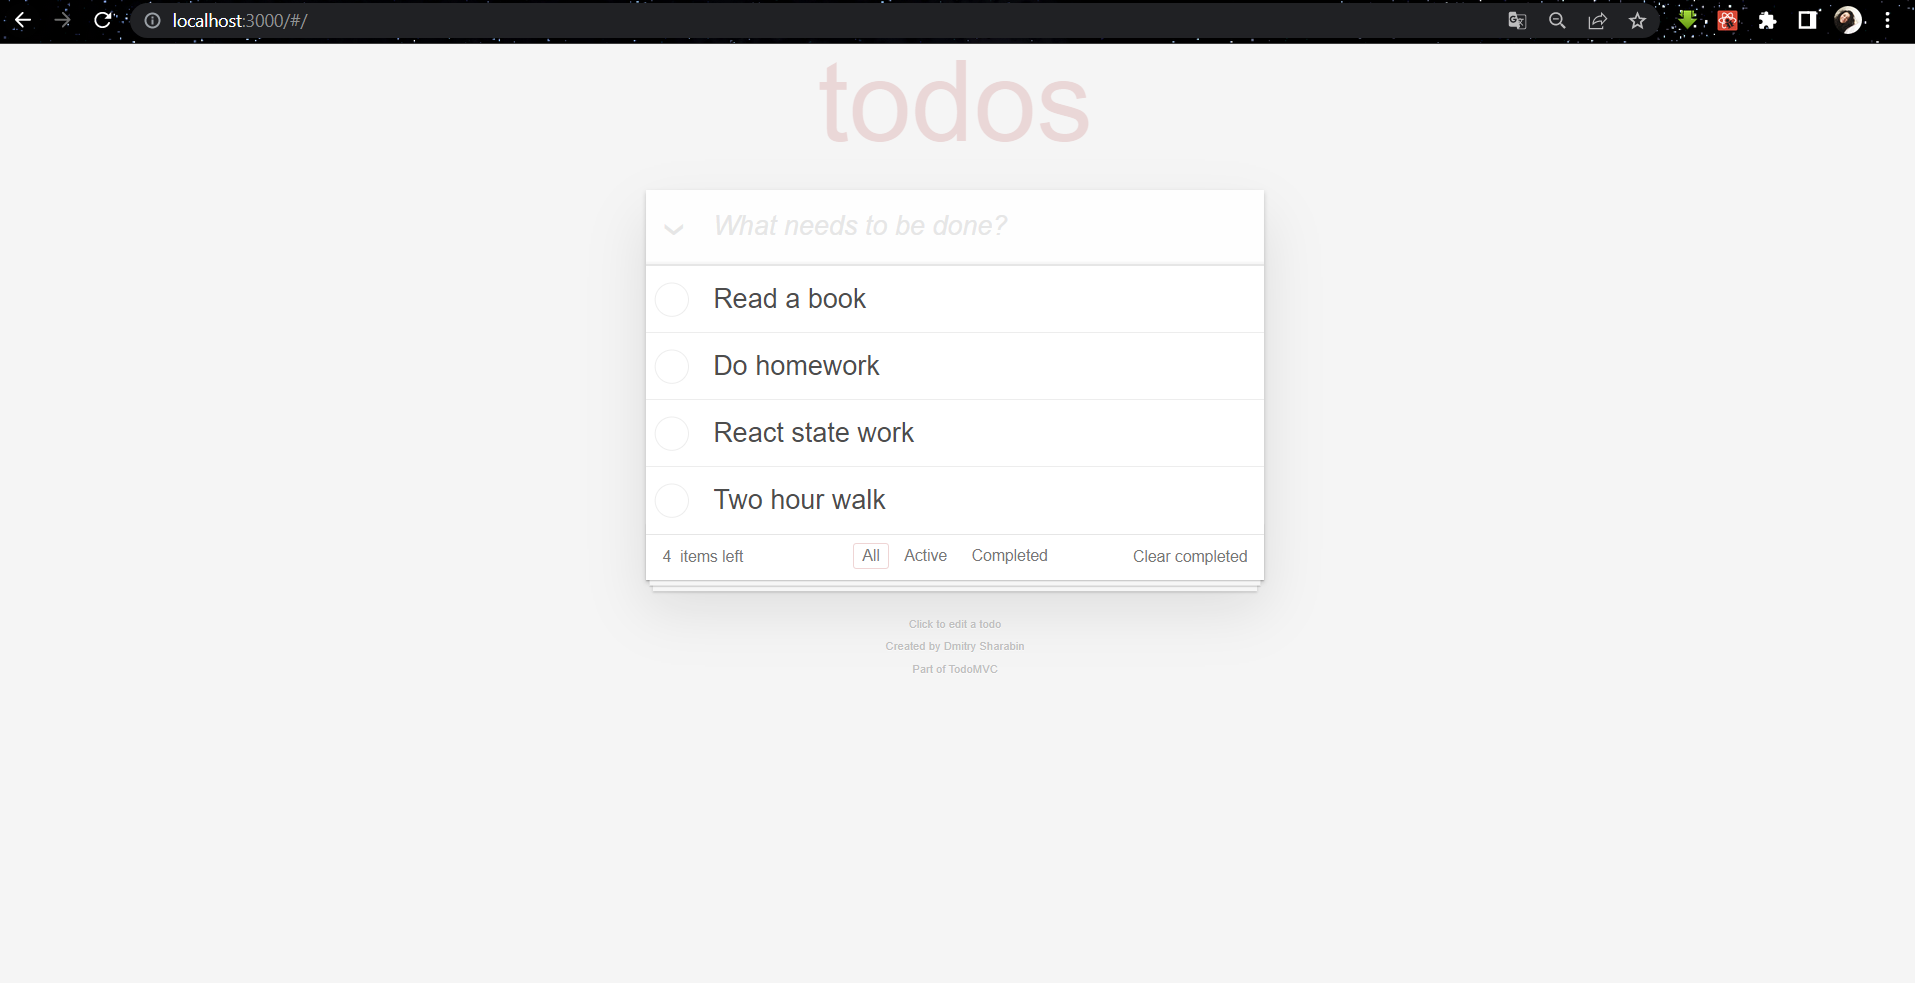 localhost:3000/#/
todos
What needs to be done?
Read a book
Do homework
React state work
Two hour walk
4 items left All Active Completed Clear completed
Click to edit a todo
Created by Dmitry Sharabin
Part of TodoMVC